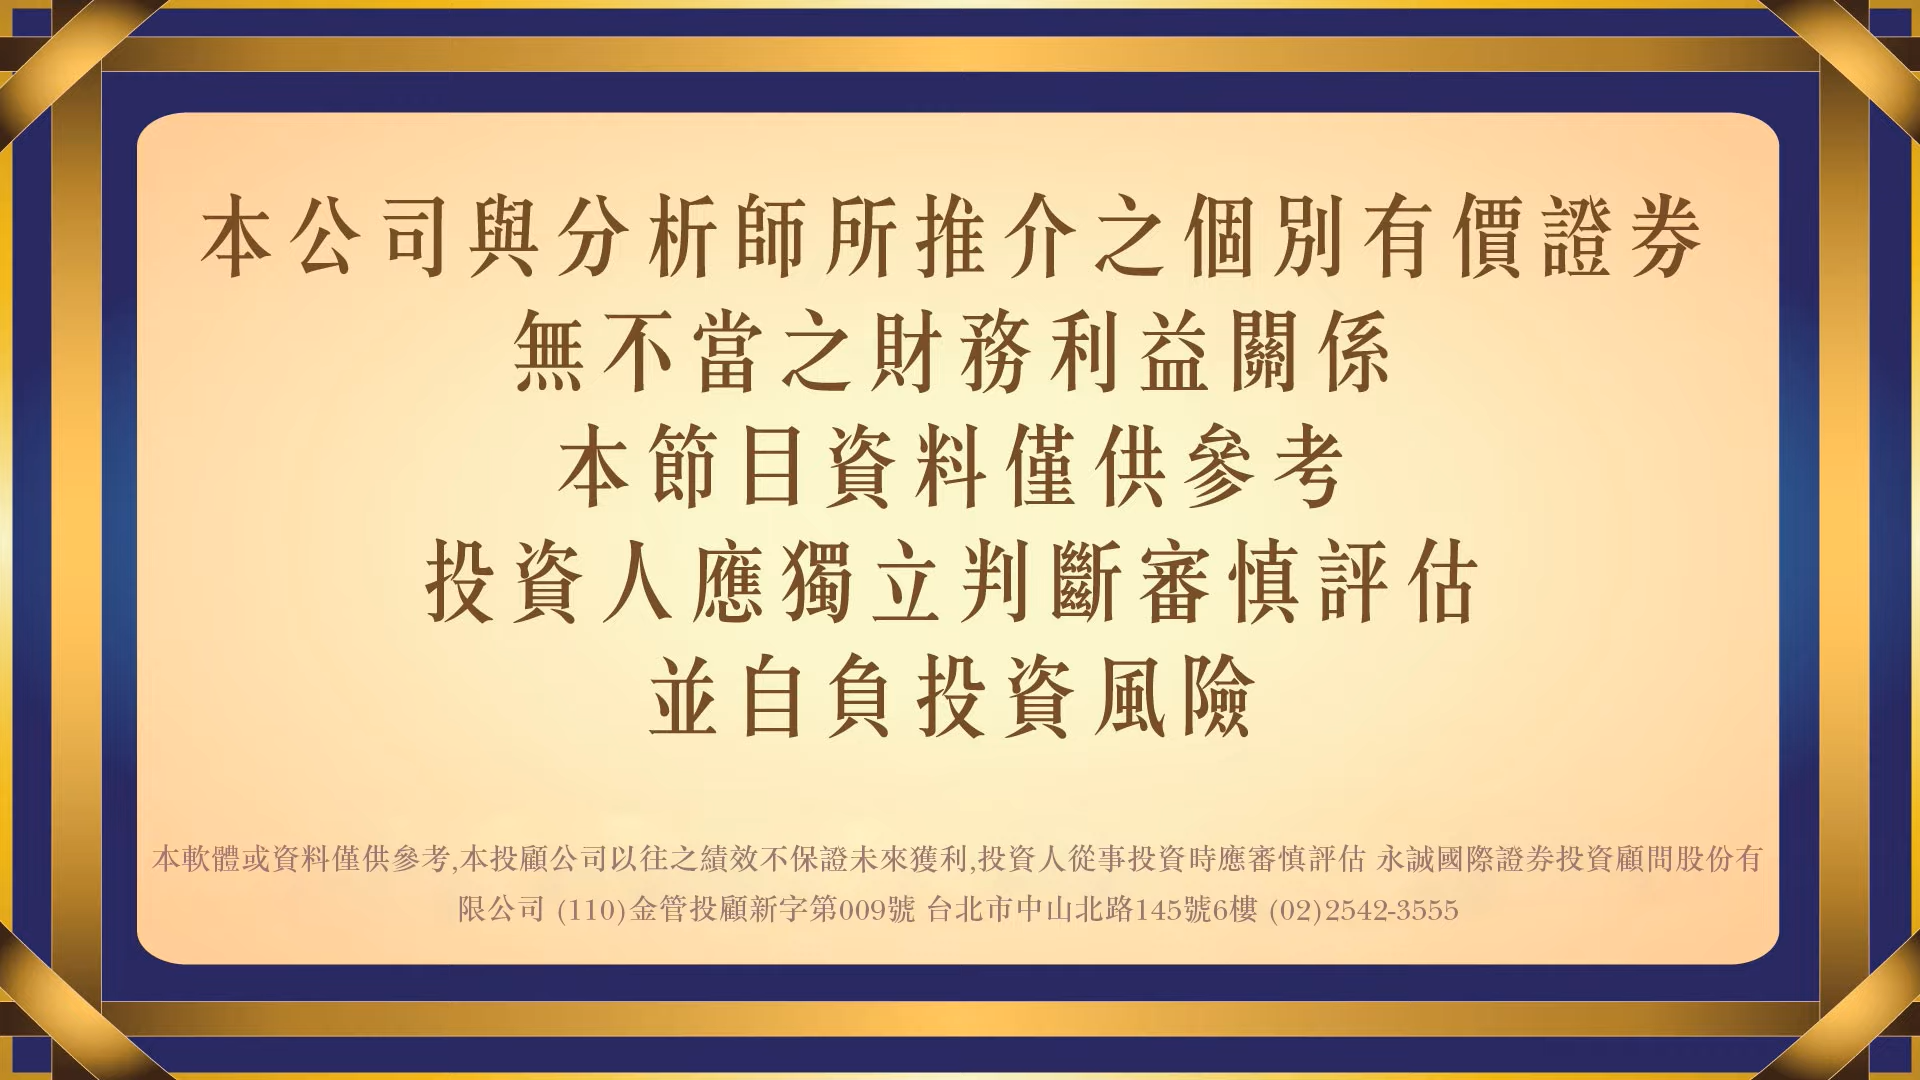 本公司與分析師所推介之個別有價證券
無不當之財務利益關係
本節目資料僅供參考
投資人應獨立判斷審慎評估
並自負投資風險
本軟體或資料僅供參考,本投顧公司以往之績效不保證未來獲利,投資人從事投資時應審慎評估 永誠國際證券投資顧問股份有
限公司 (110)金管投顧新字第009號 台北市中山北路145號6樓 (02)2542-3555